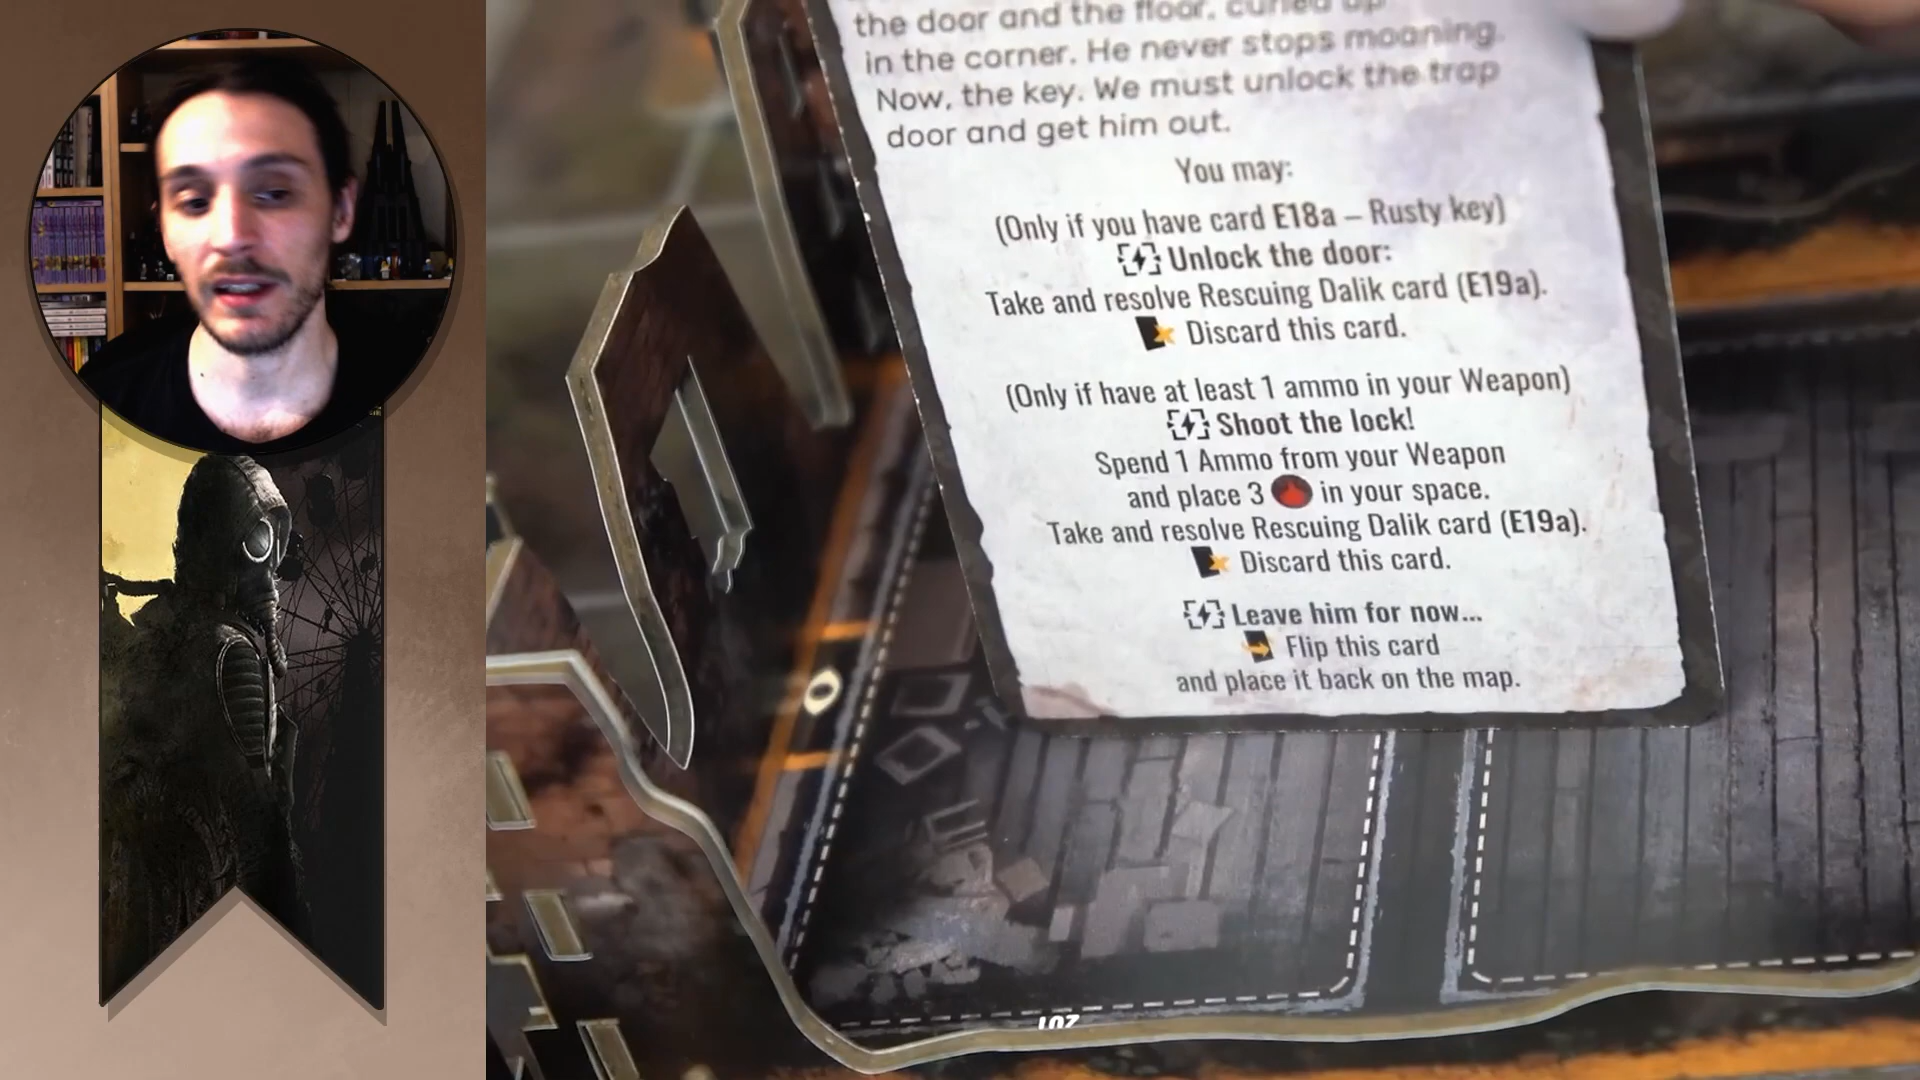 the door and the floor, curled up
in the corner. He never stops moaning.
Now, the key. We must unlock the trap
door and get him out.
You may:
(Only if you have card E18a – Rusty key)
Unlock the door:
Take and resolve Rescuing Dalik card (E19a).
Discard this card.
(Only if have at least 1 ammo in your Weapon)
Shoot the lock!
Spend 1 Ammo from your Weapon
and place 3 in your space.
Take and resolve Rescuing Dalik card (E19a).
Discard this card.
Leave him for now...
Flip this card
and place it back on the map.